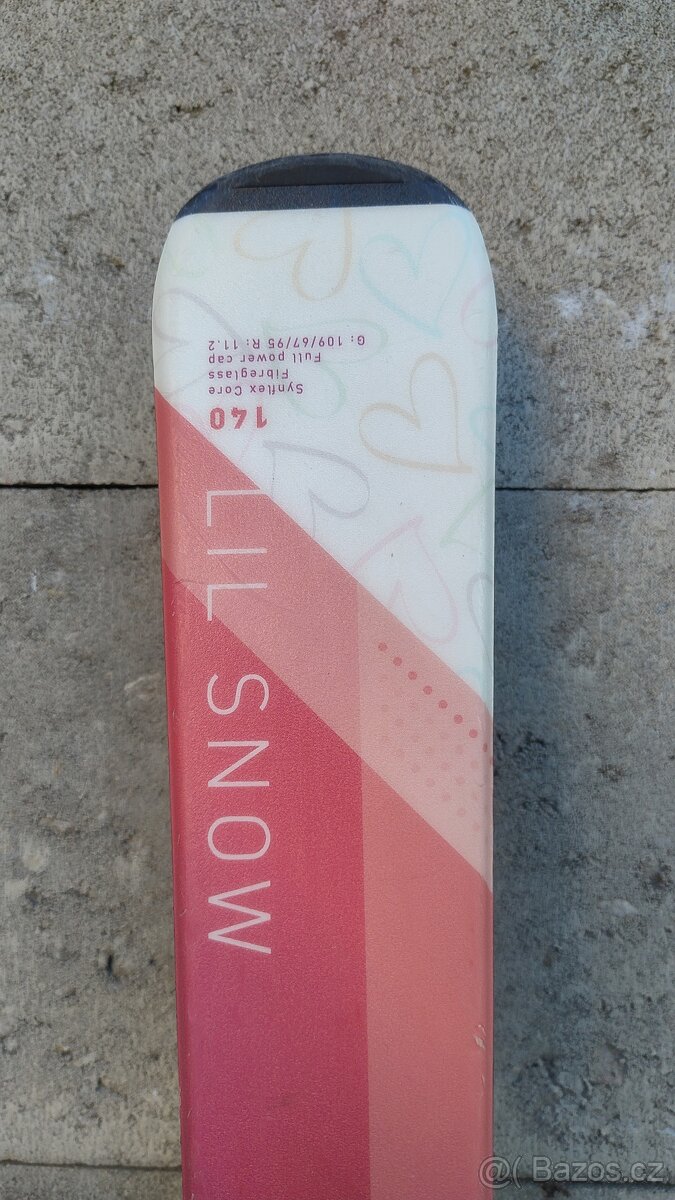 140
Synflex Core
Fibreglass
Full power cap
G: 109/67/95 R: 11.2
LIL SNOW
@( Bazos.cz